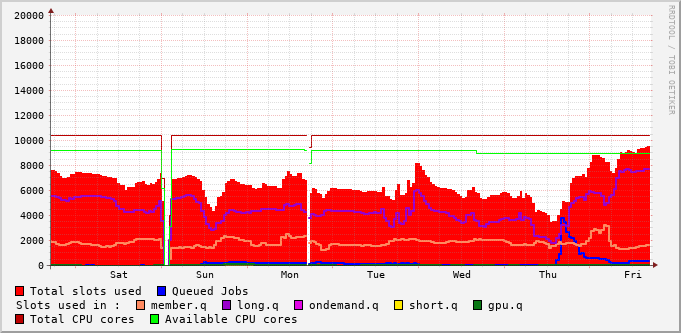 RRDTOOL / TOBI OETIKER
20000
18000
16000
14000
12000
10000
8000
6000
4000
2000
0
Sat Sun Mon Tue Wed Thu Fri
Total slots used Queued Jobs
Slots used in : member.q long.q ondemand.q short.q gpu.q
Total CPU cores Available CPU cores